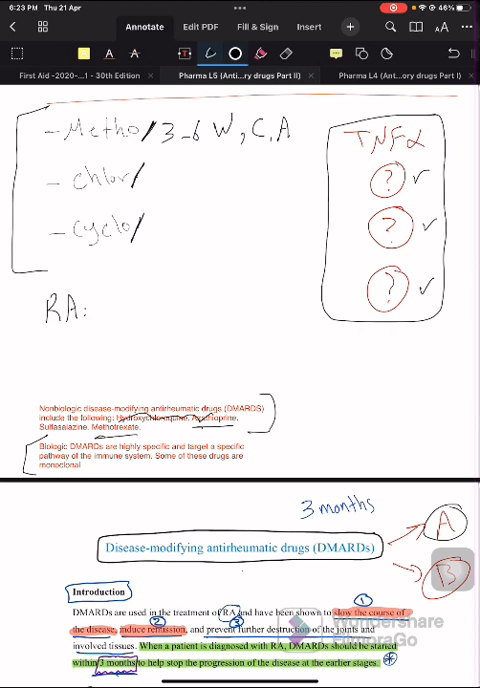 6:23 PM Thu 21 Apr
46%
Annotate Edit PDF Fill & Sign Insert
First Aid -2020-...1 - 30th Edition
Pharma L5 (Anti...ry drugs Part II)
Pharma L4 (Ant...ory drugs Part I)
- Metho/3-6 W, C, A
- chlor/
- cyclo/
TNFα
?
?
?
RA:
Nonbiologic disease-modifying antirheumatic drugs (DMARDS)
include the following: Hydroxychloroquine, Azathioprine,
Sulfasalazine, Methotrexate.
Biologic DMARDs are highly specific and target a specific
pathway of the immune system. Some of these drugs are
monoclonal
3 months
A
Disease-modifying antirheumatic drugs (DMARDs)
B
Introduction
1
DMARDs are used in the treatment of RA and have been shown to slow the course of
2 3
the disease, induce remission, and prevent further destruction of the joints and
involved tissues. When a patient is diagnosed with RA, DMARDs should be started
within 3 months to help stop the progression of the disease at the earlier stages.
Wondershare
FilmoraGo